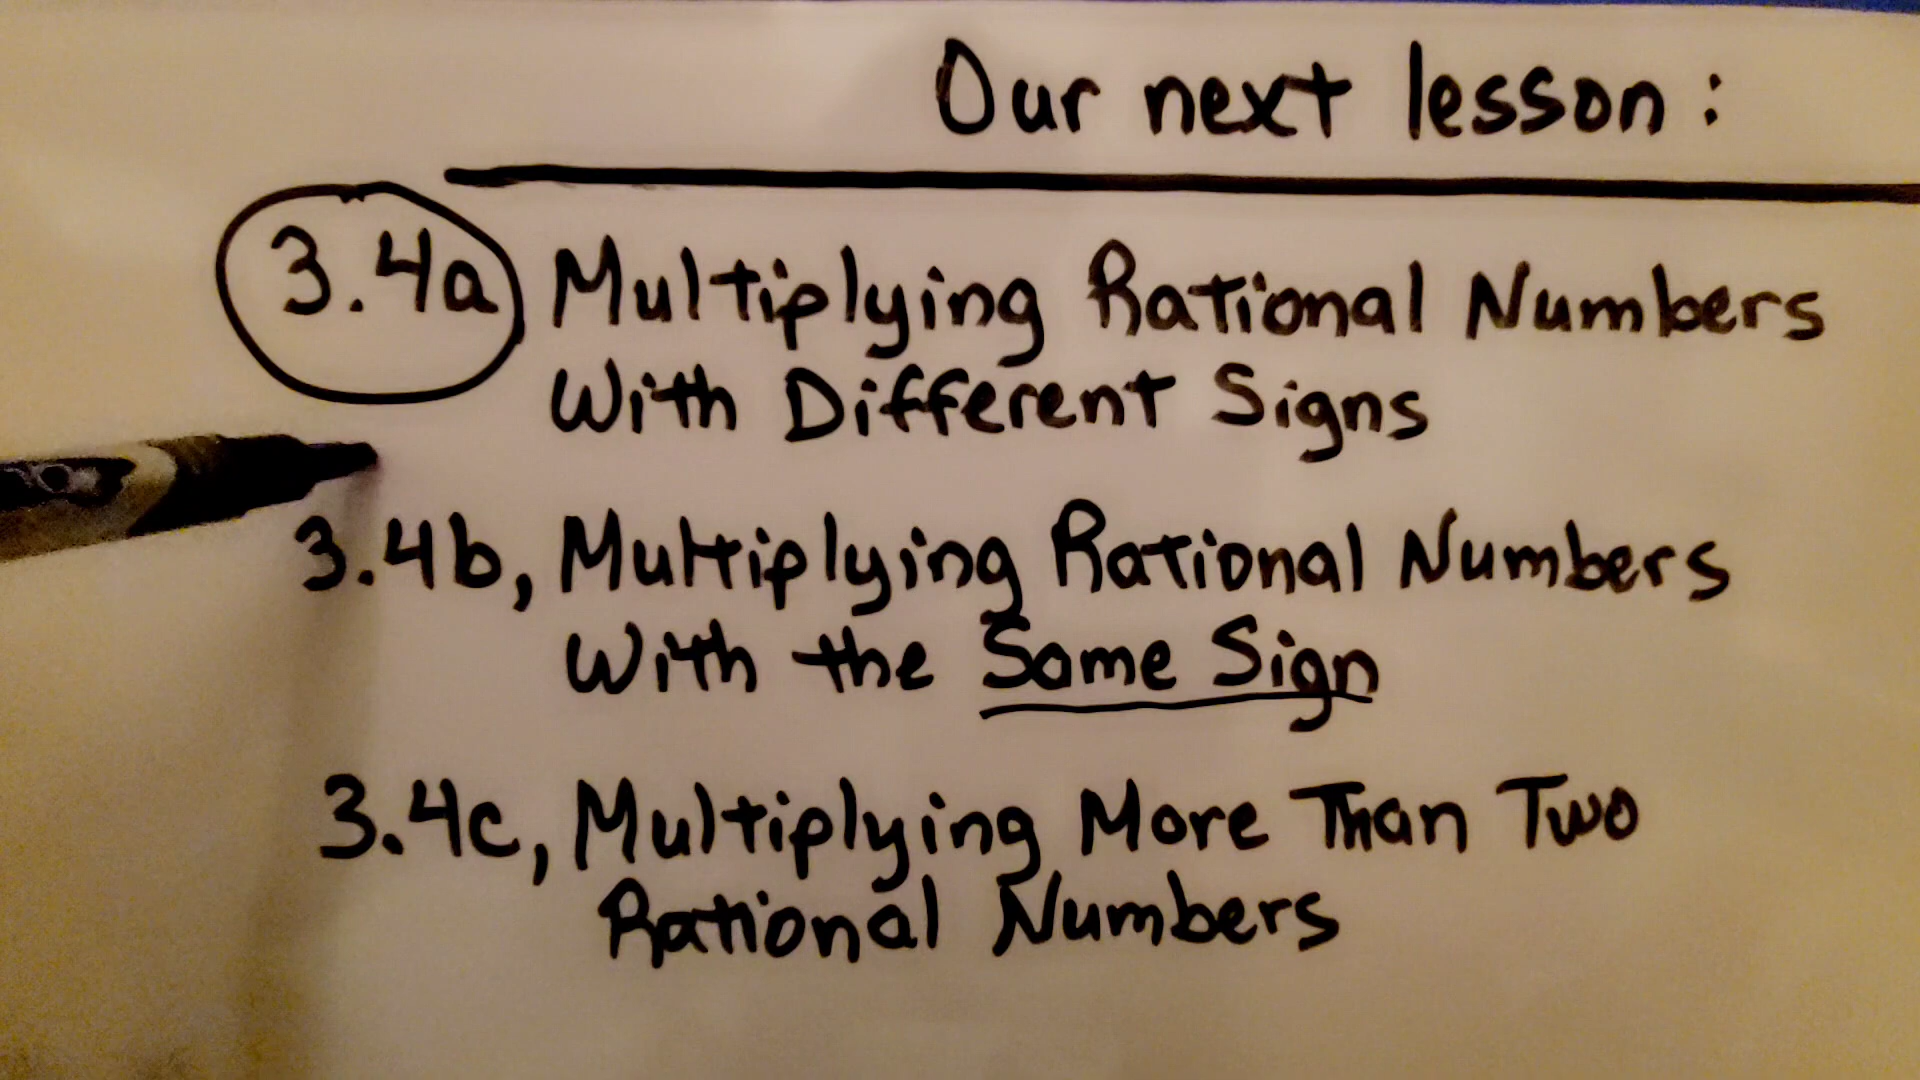 Our next lesson:
3.4a Multiplying Rational Numbers
With Different Signs
3.4b, Multiplying Rational Numbers
With the Same Sign
3.4c, Multiplying More Than Two
Rational Numbers